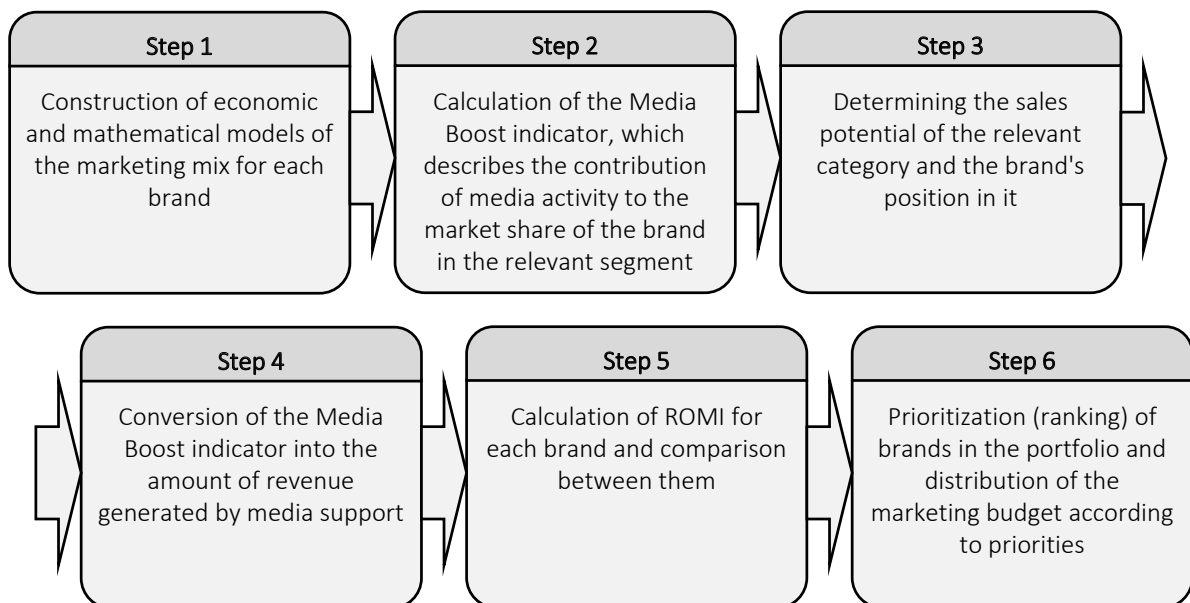 Step 1
Construction of economic
and mathematical models of
the marketing mix for each
brand
Step 2
Calculation of the Media
Boost indicator, which
describes the contribution
of media activity to the
market share of the brand
in the relevant segment
Step 3
Determining the sales
potential of the relevant
category and the brand's
position in it
Step 4
Conversion of the Media
Boost indicator into the
amount of revenue
generated by media support
Step 5
Calculation of ROMI for
each brand and comparison
between them
Step 6
Prioritization (ranking) of
brands in the portfolio and
distribution of the
marketing budget according
to priorities